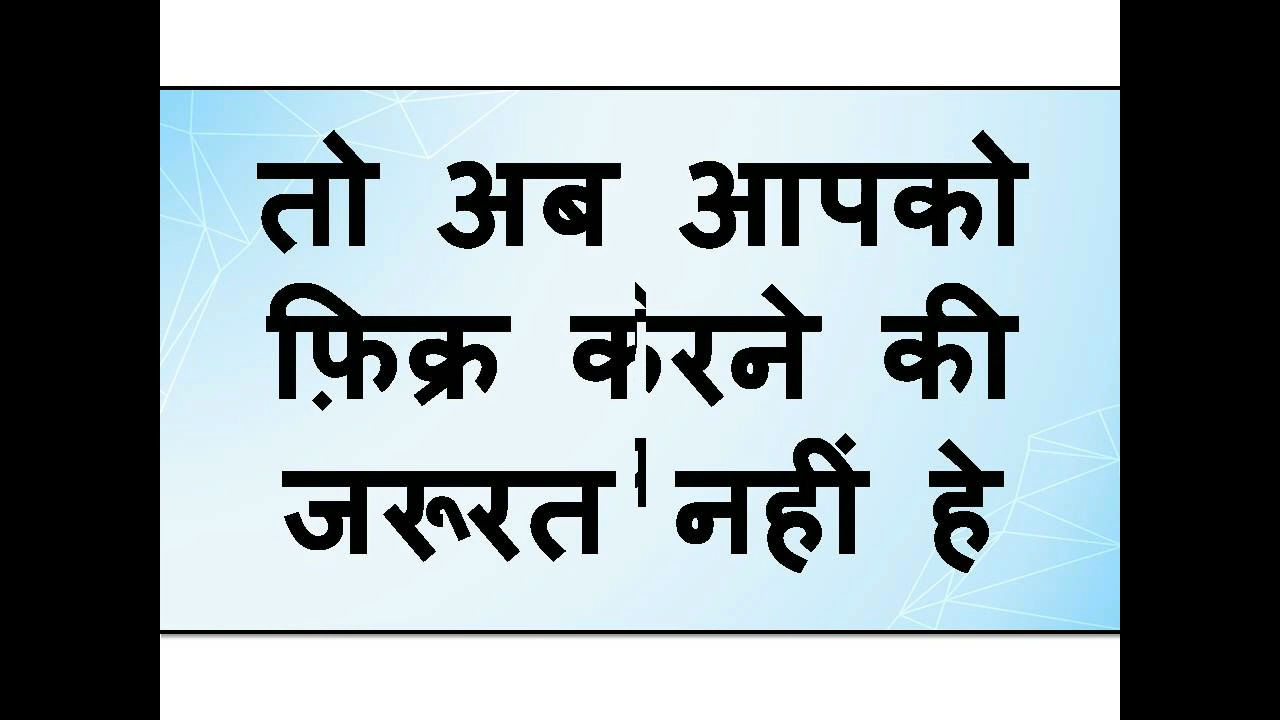 तो अब आपको
फ़िक्र करने की
जरूरत नहीं हे